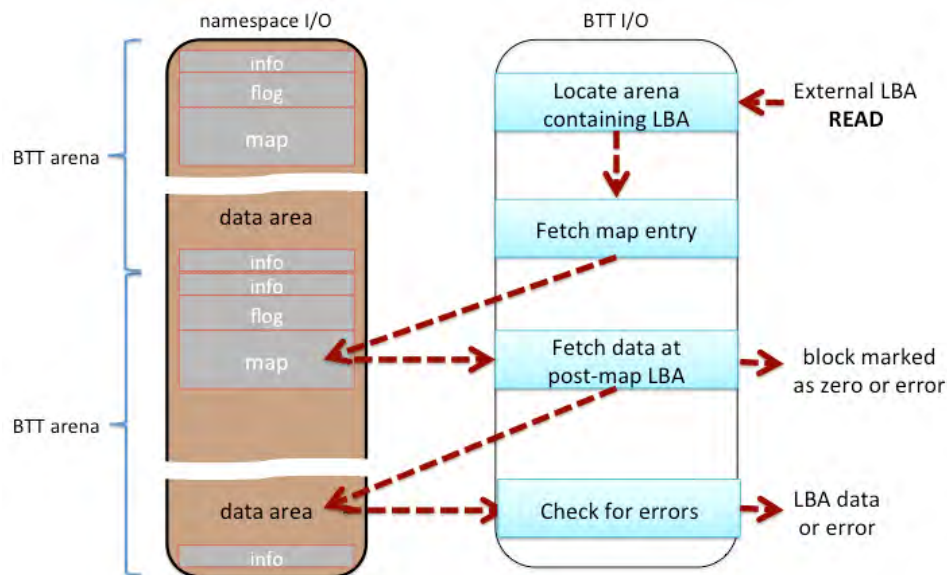 namespace I/O
BTT I/O
BTT arena
info
flog
map
data area
info
BTT arena
info
flog
map
data area
info
Locate arena
containing LBA
External LBA
READ
Fetch map entry
Fetch data at
post-map LBA
block marked
as zero or error
Check for errors
LBA data
or error